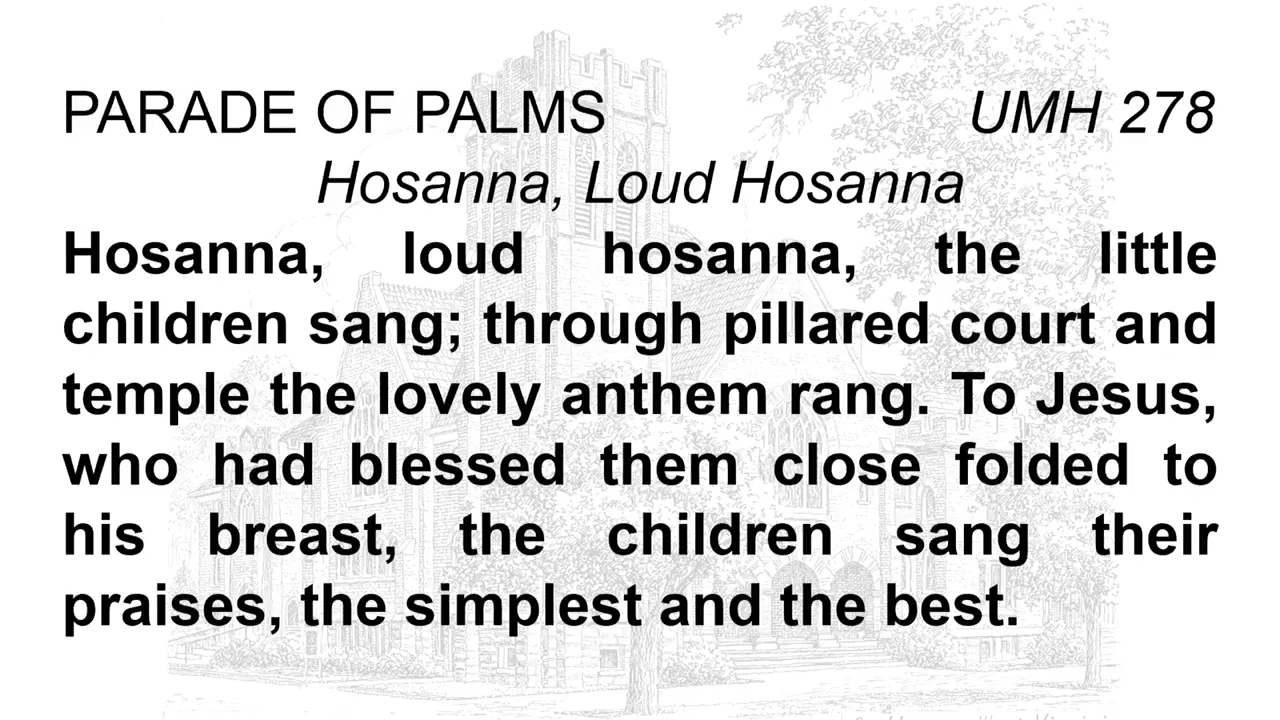 PARADE OF PALMS UMH 278
Hosanna, Loud Hosanna
Hosanna, loud hosanna, the little
children sang; through pillared court and
temple the lovely anthem rang. To Jesus,
who had blessed them close folded to
his breast, the children sang their
praises, the simplest and the best.